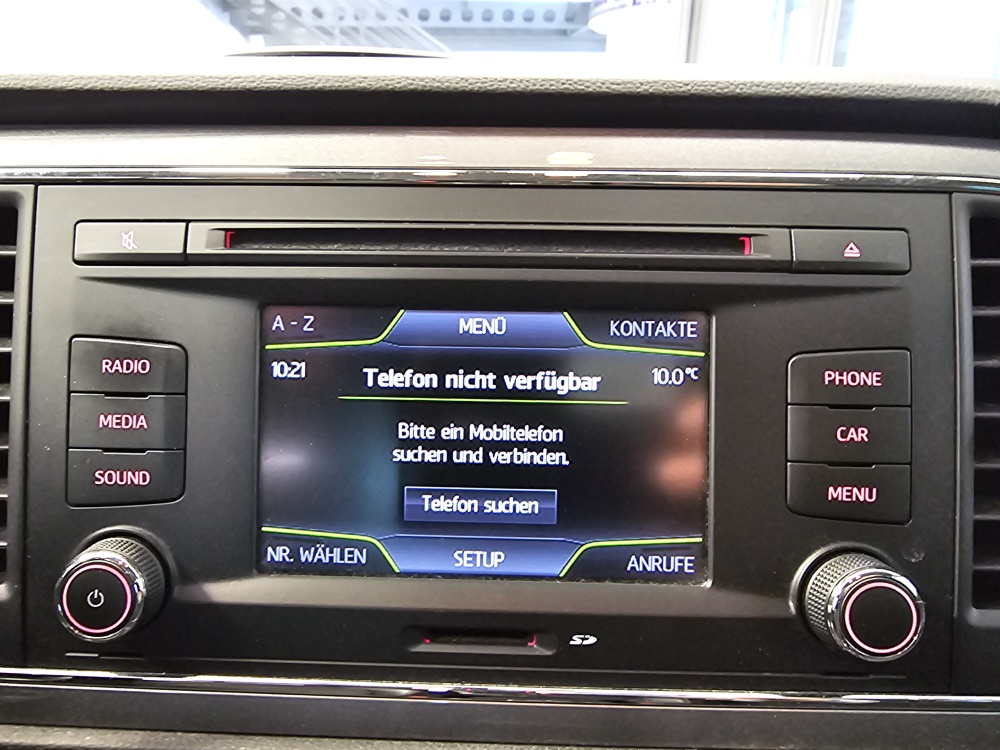 A - Z
MENÜ
KONTAKTE
10:21
Telefon nicht verfügbar
10.0°C
Bitte ein Mobiltelefon
suchen und verbinden.
Telefon suchen
NR. WÄHLEN
SETUP
ANRUFE
RADIO
MEDIA
SOUND
PHONE
CAR
MENU
SD